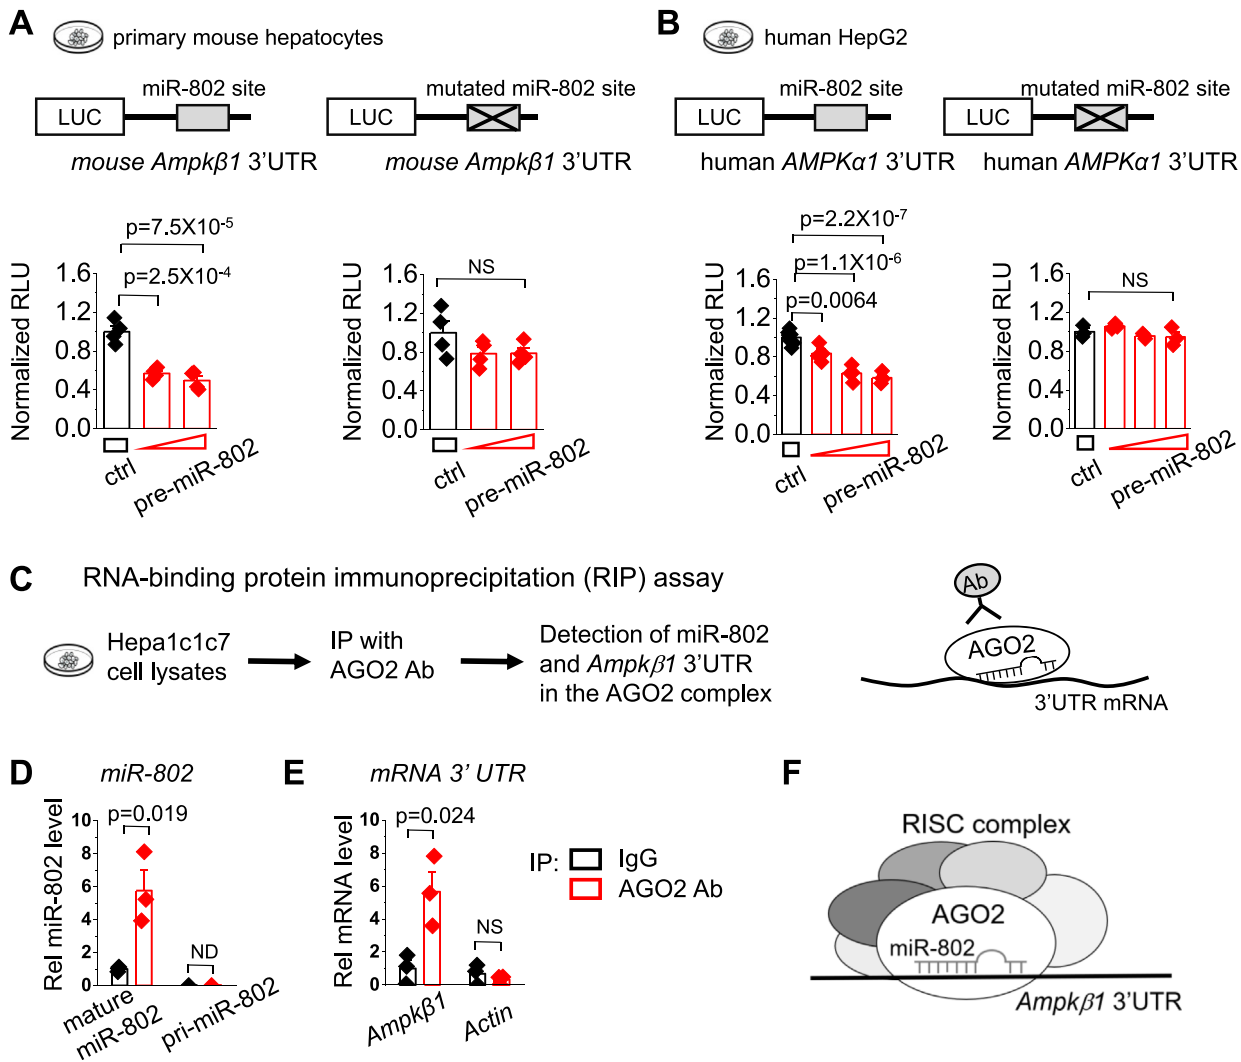 A
primary mouse hepatocytes
miR-802 site
LUC
mouse Ampkβ1 3’UTR
mutated miR-802 site
LUC
mouse Ampkβ1 3’UTR
p=7.5X10-5
p=2.5X10-4
Normalized RLU
1.6
1.2
0.8
0.4
0.0
ctrl
pre-miR-802
NS
Normalized RLU
1.6
1.2
0.8
0.4
0.0
ctrl
pre-miR-802
B
human HepG2
miR-802 site
LUC
human AMPKα1 3’UTR
mutated miR-802 site
LUC
human AMPKα1 3’UTR
p=2.2X10-7
p=1.1X10-6
p=0.0064
Normalized RLU
1.6
1.2
0.8
0.4
0.0
ctrl
pre-miR-802
NS
Normalized RLU
1.6
1.2
0.8
0.4
0.0
ctrl
pre-miR-802
C
RNA-binding protein immunoprecipitation (RIP) assay
Hepa1c1c7
cell lysates
IP with
AGO2 Ab
Detection of miR-802
and Ampkβ1 3’UTR
in the AGO2 complex
Ab
AGO2
3’UTR mRNA
D
miR-802
p=0.019
Rel miR-802 level
10
8
6
4
2
0
ND
mature
miR-802
pri-miR-802
E
mRNA 3’ UTR
p=0.024
Rel mRNA level
10
8
6
4
2
0
NS
Ampkβ1
Actin
IP:
IgG
AGO2 Ab
F
RISC complex
AGO2
miR-802
Ampkβ1 3’UTR